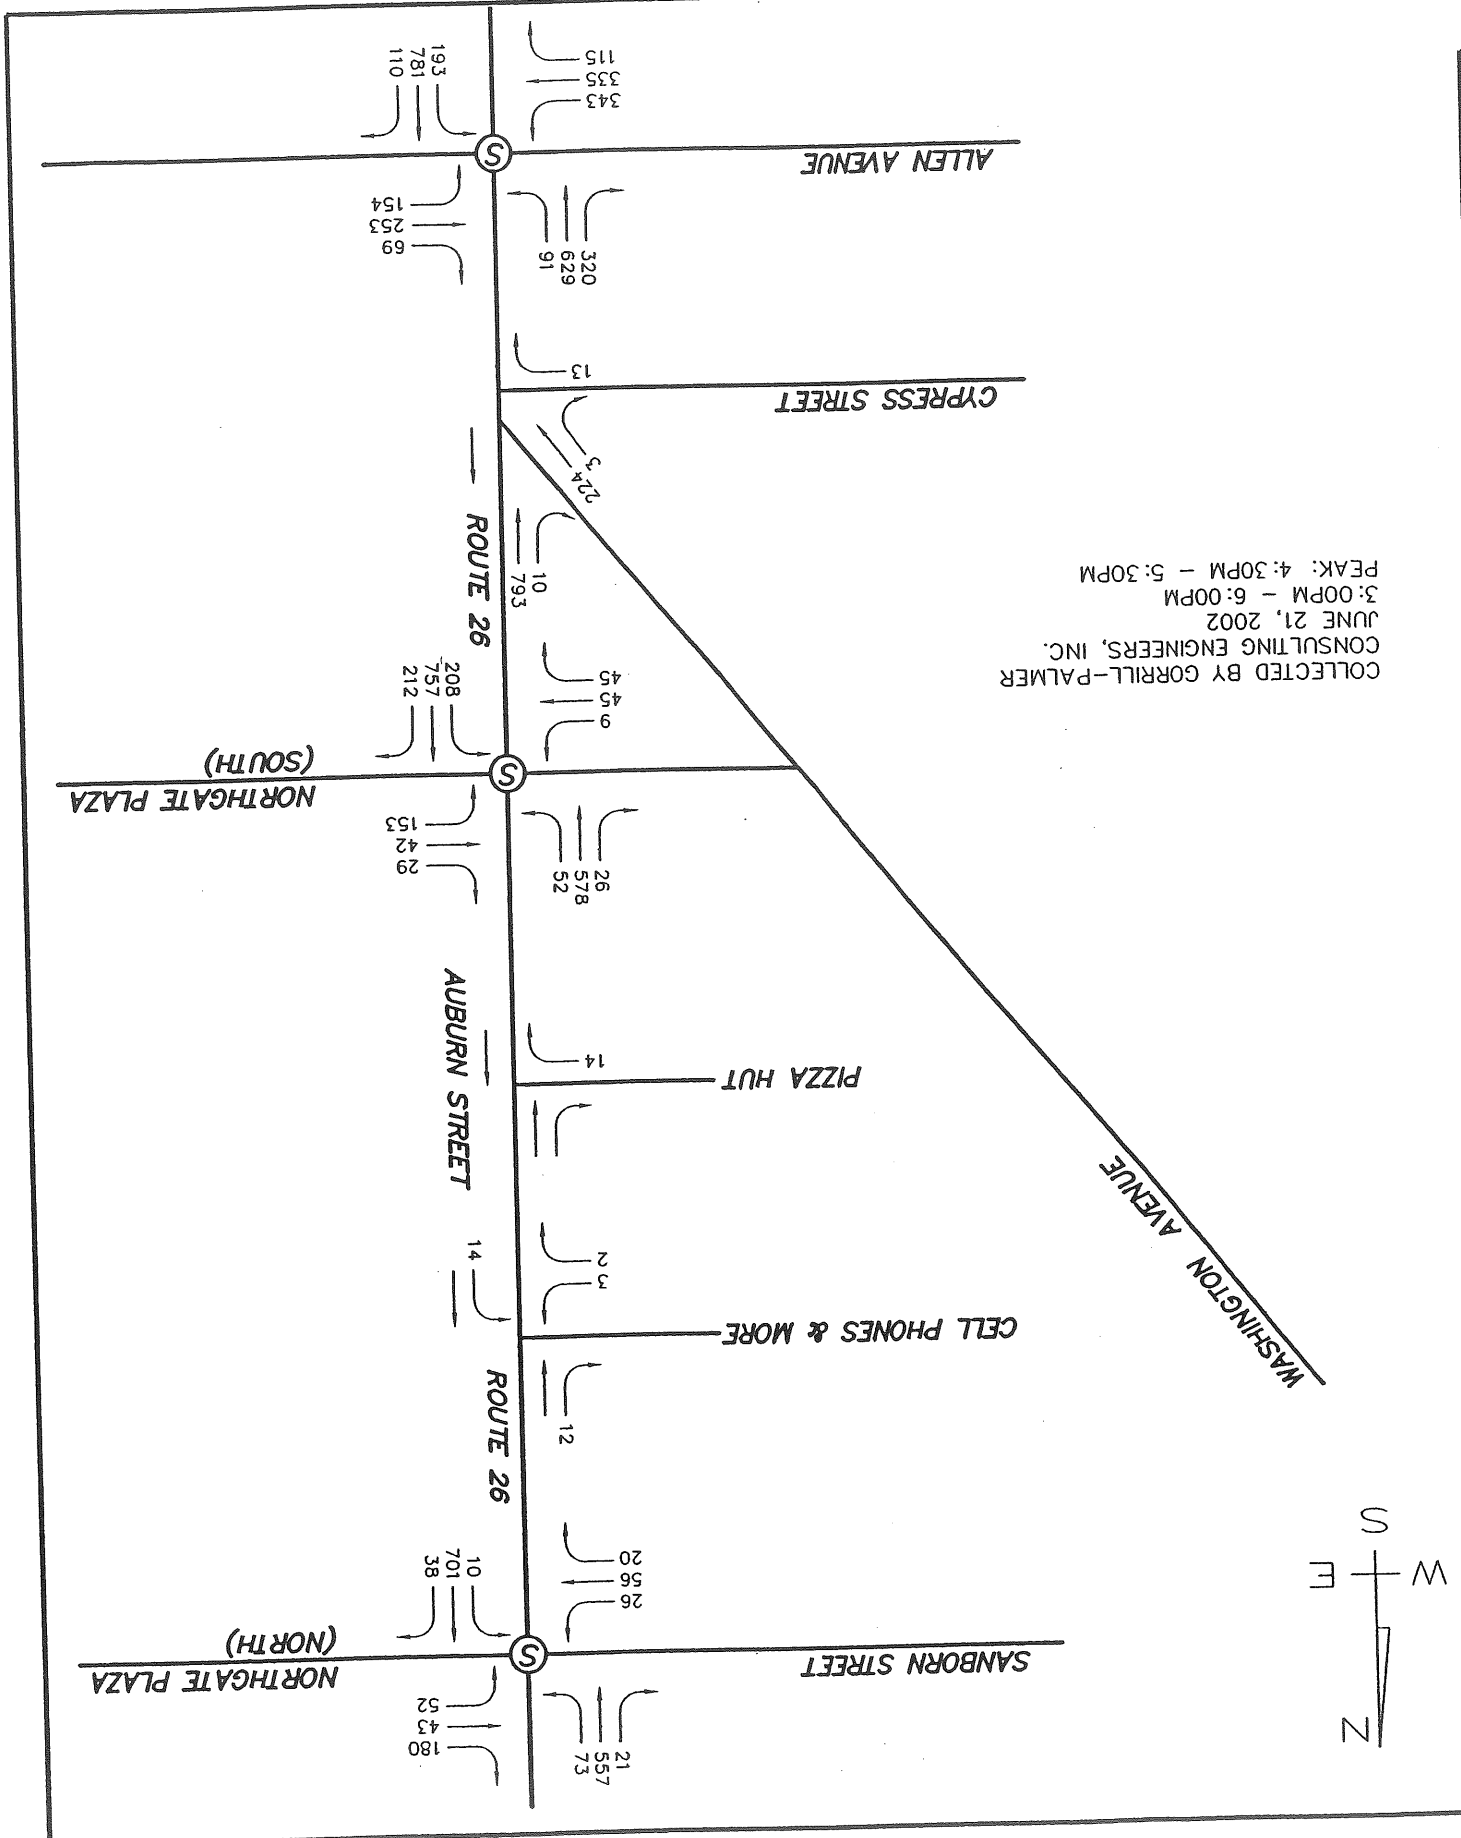 N
W
E
S
21
557
73
180
43
52
SANBORN STREET
NORTHGATE PLAZA
(NORTH)
26
56
20
10
701
38
ROUTE 26
12
CELL PHONES & MORE
3
2
14
WASHINGTON AVENUE
AUBURN STREET
PIZZA HUT
14
26
578
52
29
42
153
NORTHGATE PLAZA
(SOUTH)
9
45
45
208
757
212
COLLECTED BY GORRILL-PALMER
CONSULTING ENGINEERS, INC.
JUNE 21, 2002
3:00PM - 6:00PM
PEAK: 4:30PM - 5:30PM
ROUTE 26
10
793
224
3
CYPRESS STREET
13
320
629
91
69
253
154
ALLEN AVENUE
343
335
115
193
781
110
S
S
S